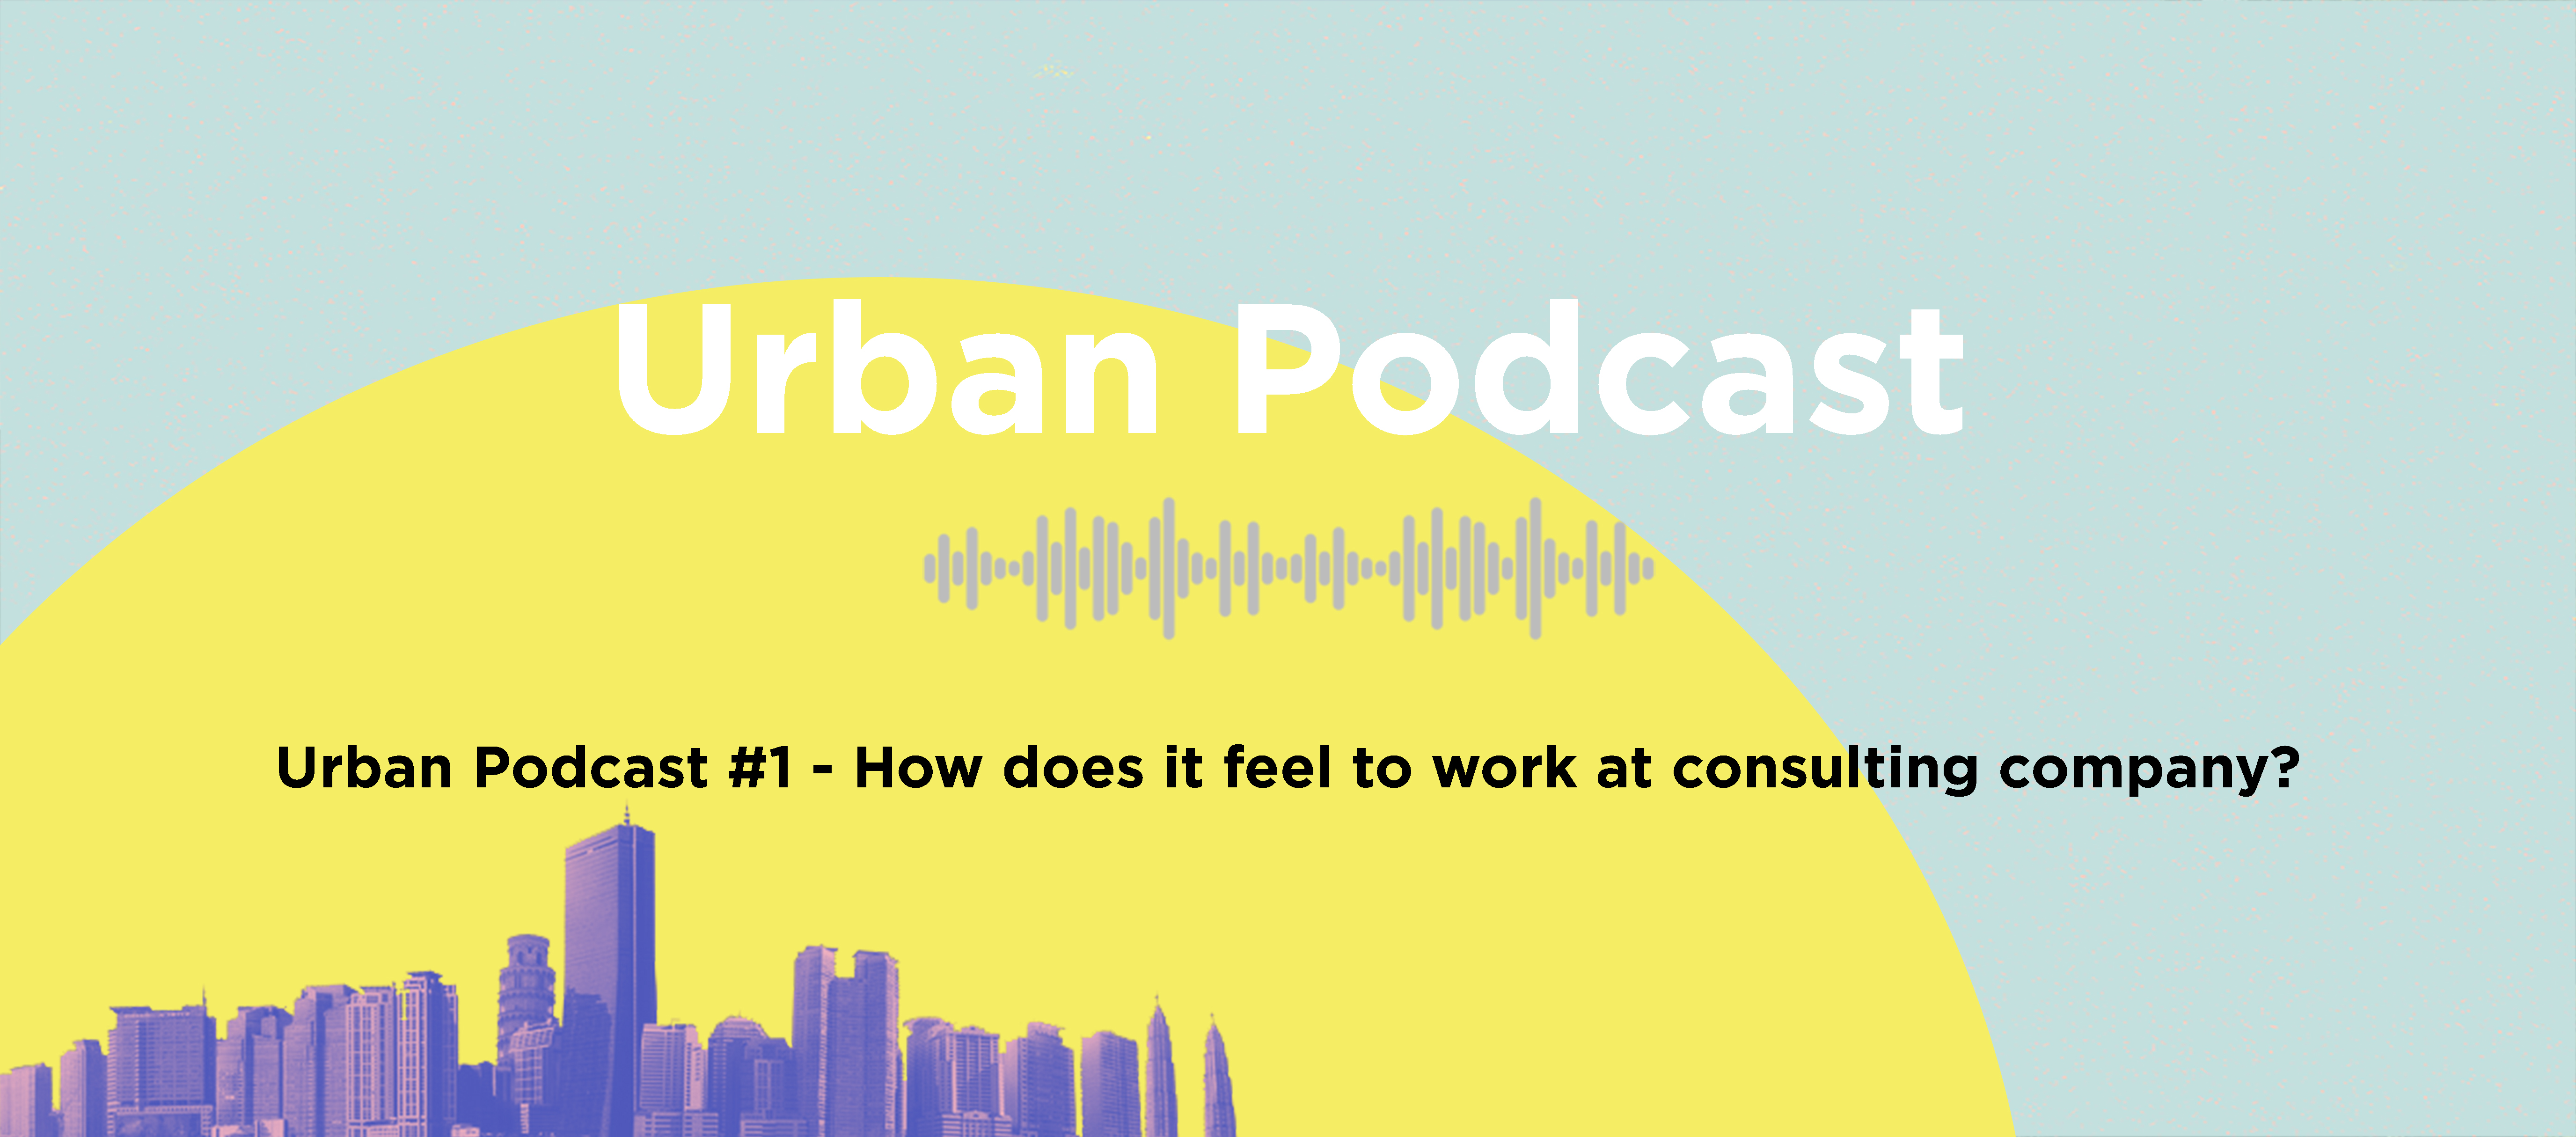 Urban Podcast
Urban Podcast #1 - How does it feel to work at consulting company?